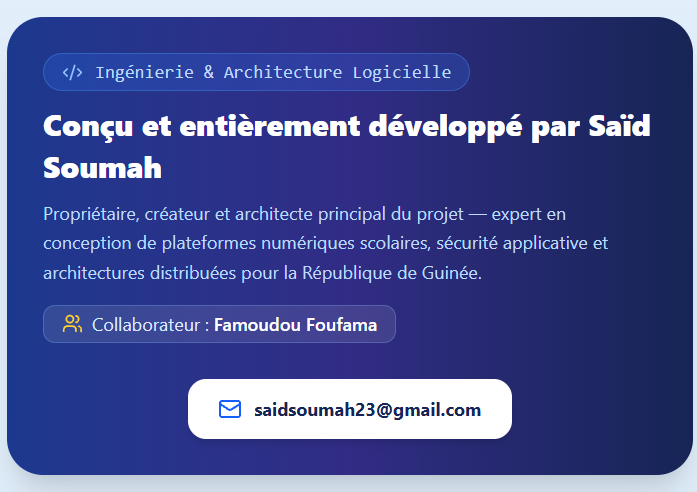 Ingénierie & Architecture Logicielle
Conçu et entièrement développé par Saïd
Soumah
Propriétaire, créateur et architecte principal du projet — expert en
conception de plateformes numériques scolaires, sécurité applicative et
architectures distribuées pour la République de Guinée.
Collaborateur : Famoudou Foufama
saidsoumah23@gmail.com